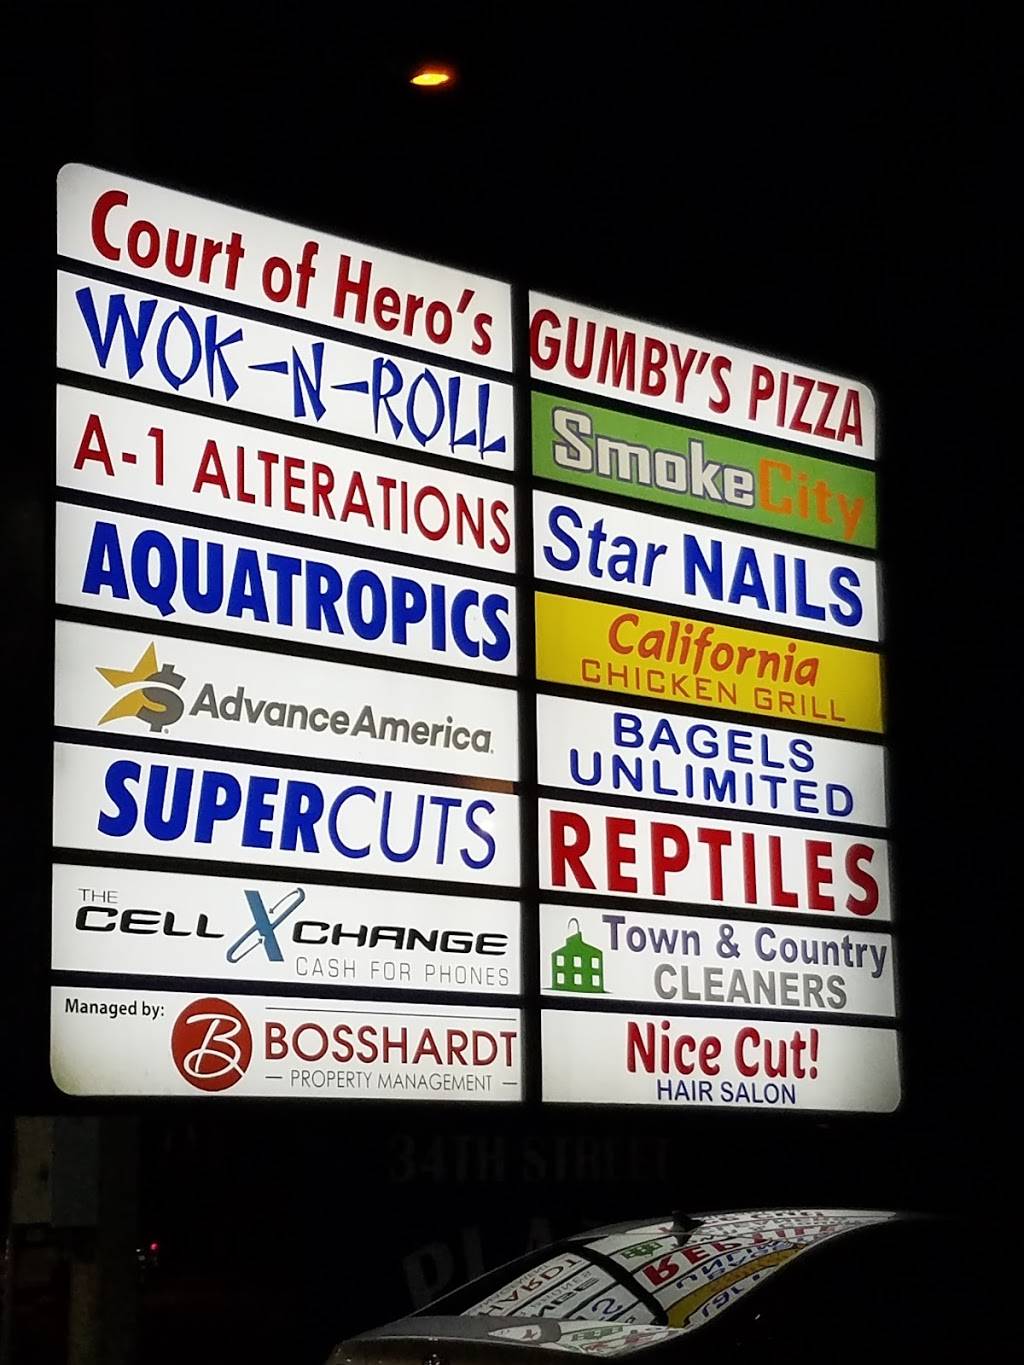 Court of Hero's
WOK-N-ROLL
A-1 ALTERATIONS
AQUATROPICS
AdvanceAmerica.
SUPERCUTS
THE
CELL XCHANGE
CASH FOR PHONES
Managed by:
B
BOSSHARDT
— PROPERTY MANAGEMENT —
GUMBY'S PIZZA
SmokeCity
Star NAILS
California
CHICKEN GRILL
BAGELS
UNLIMITED
REPTILES
Town & Country
CLEANERS
Nice Cut!
HAIR SALON
34TH STREET